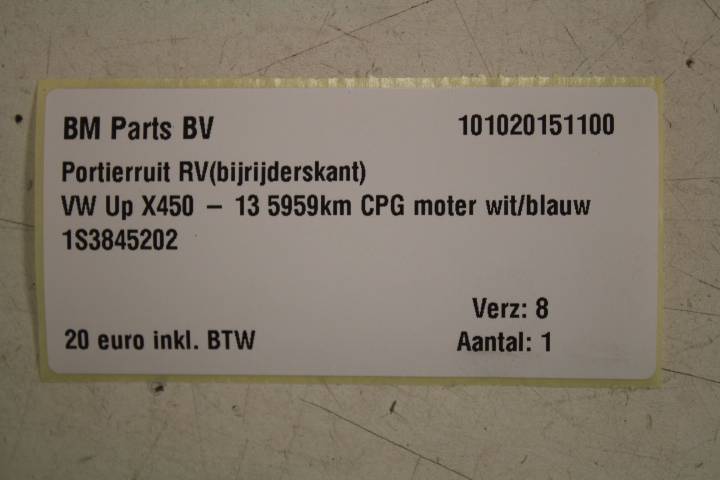 BM Parts BV 101020151100
Portierruit RV(bijrijderskant)
VW Up X450 – 13 5959km CPG moter wit/blauw
1S3845202
Verz: 8
20 euro inkl. BTW Aantal: 1